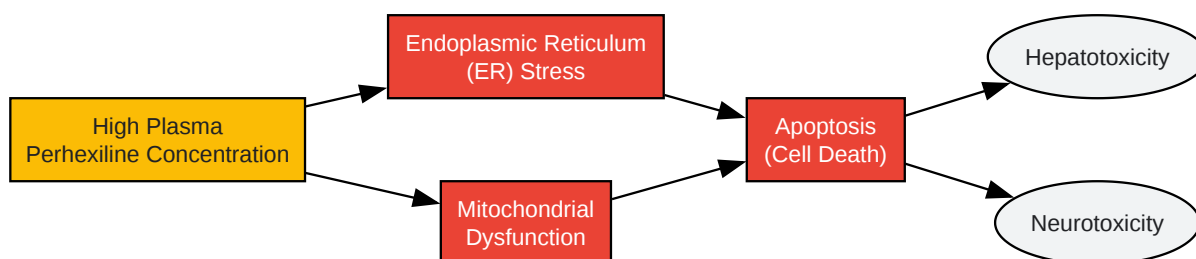 High Plasma
Perhexiline Concentration
Endoplasmic Reticulum
(ER) Stress
Mitochondrial
Dysfunction
Apoptosis
(Cell Death)
Hepatotoxicity
Neurotoxicity